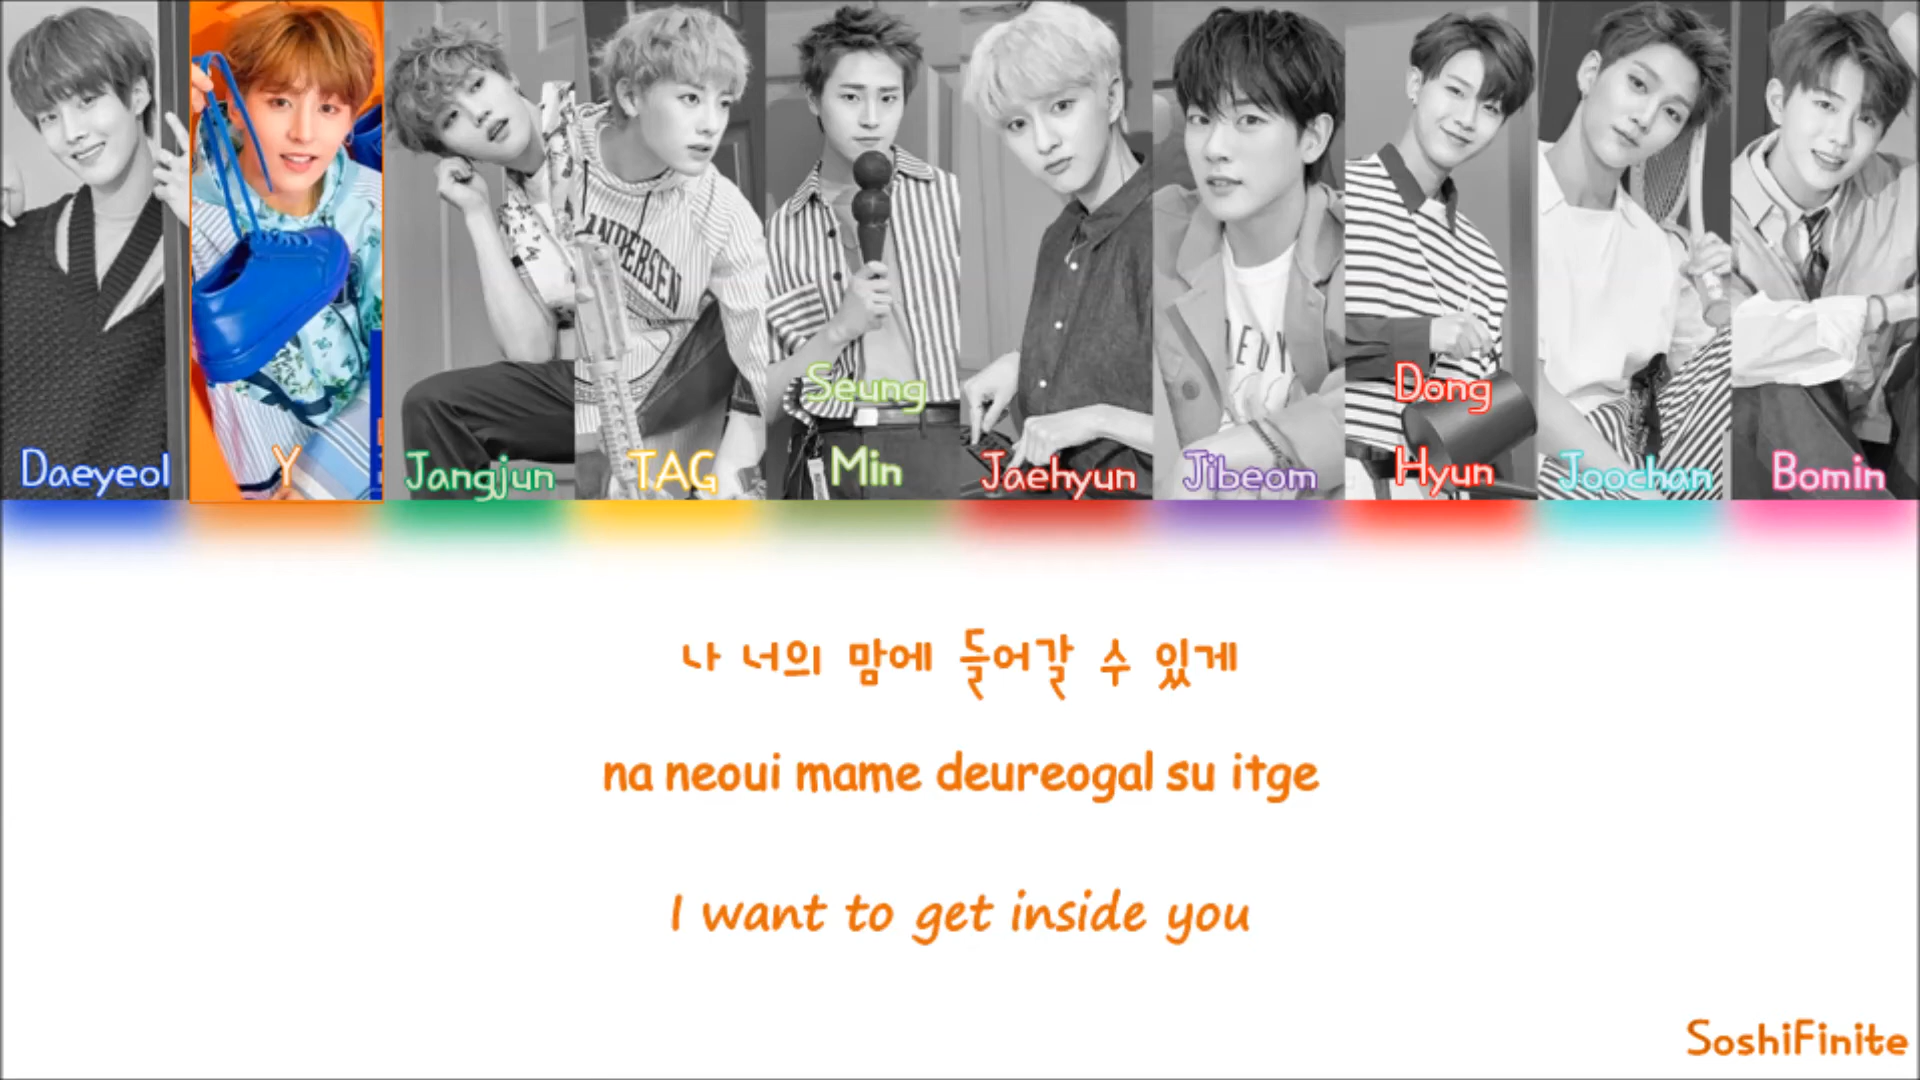 ANDERSEN
Daeyeol
Y
Jangjun
TAG
Seung
Min
Jaehyun
Jibeom
Dong
Hyun
Joochan
Bomin
나 너의 맘에 들어갈 수 있게
na neoui mame deureogal su itge
I want to get inside you
SoshiFinite